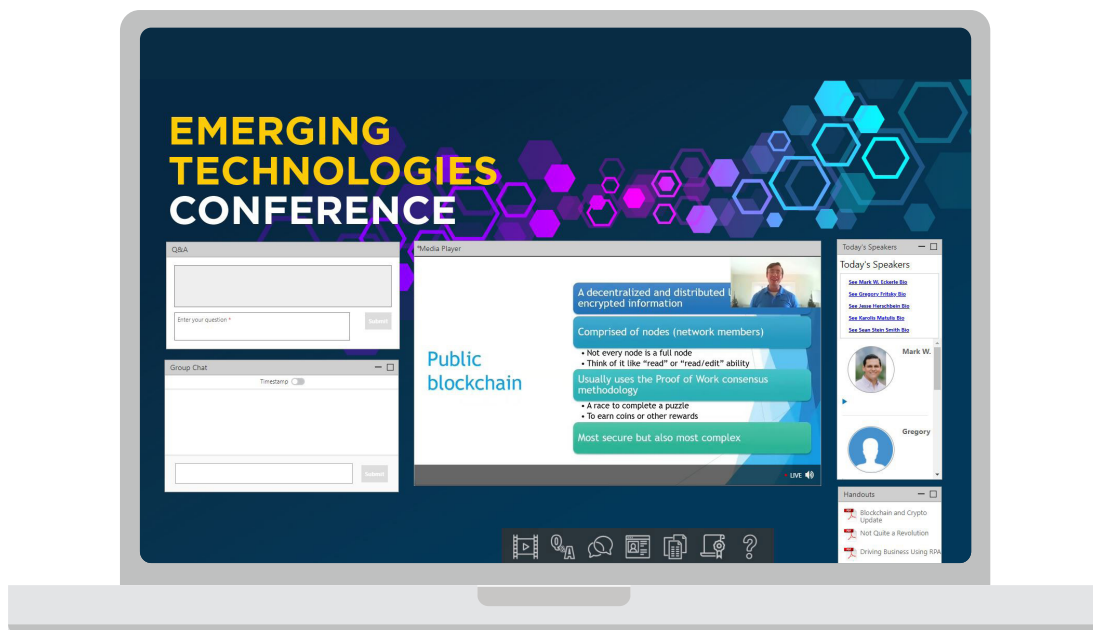 EMERGING
TECHNOLOGIES
CONFERENCE
Q&A
Enter your question *
Submit
Group Chat
Timestamp
Submit
*Media Player
Public
blockchain
A decentralized and distributed
encrypted information
Comprised of nodes (network members)
• Not every node is a full node
• Think of it like “read” or “read/edit” ability
Usually uses the Proof of Work consensus
methodology
• A race to complete a puzzle
• To earn coins or other rewards
Most secure but also most complex
LIVE
Today's Speakers
Today's Speakers
See Mark W. Eckerle Bio
See Gregory Fritsky Bio
See Jesse Herschbein Bio
See Karolis Matulis Bio
See Sean Stein Smith Bio
Mark W.
Gregory
Handouts
Blockchain and Crypto
Update
Not Quite a Revolution
Driving Business Using RPA
Q&A
?